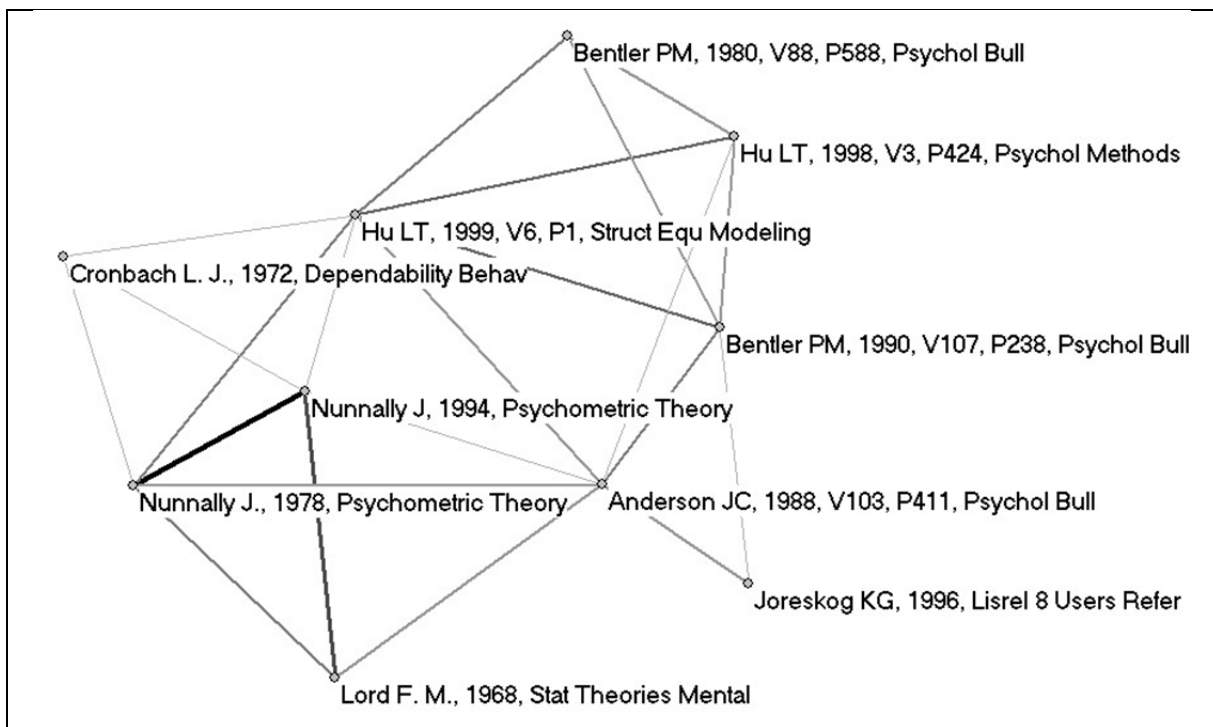 Bentler PM, 1980, V88, P588, Psychol Bull
Hu LT, 1998, V3, P424, Psychol Methods
Hu LT, 1999, V6, P1, Struct Equ Modeling
Cronbach L. J., 1972, Dependability Behav
Bentler PM, 1990, V107, P238, Psychol Bull
Nunnally J, 1994, Psychometric Theory
Nunnally J., 1978, Psychometric Theory
Anderson JC, 1988, V103, P411, Psychol Bull
Joreskog KG, 1996, Lisrel 8 Users Refer
Lord F. M., 1968, Stat Theories Mental